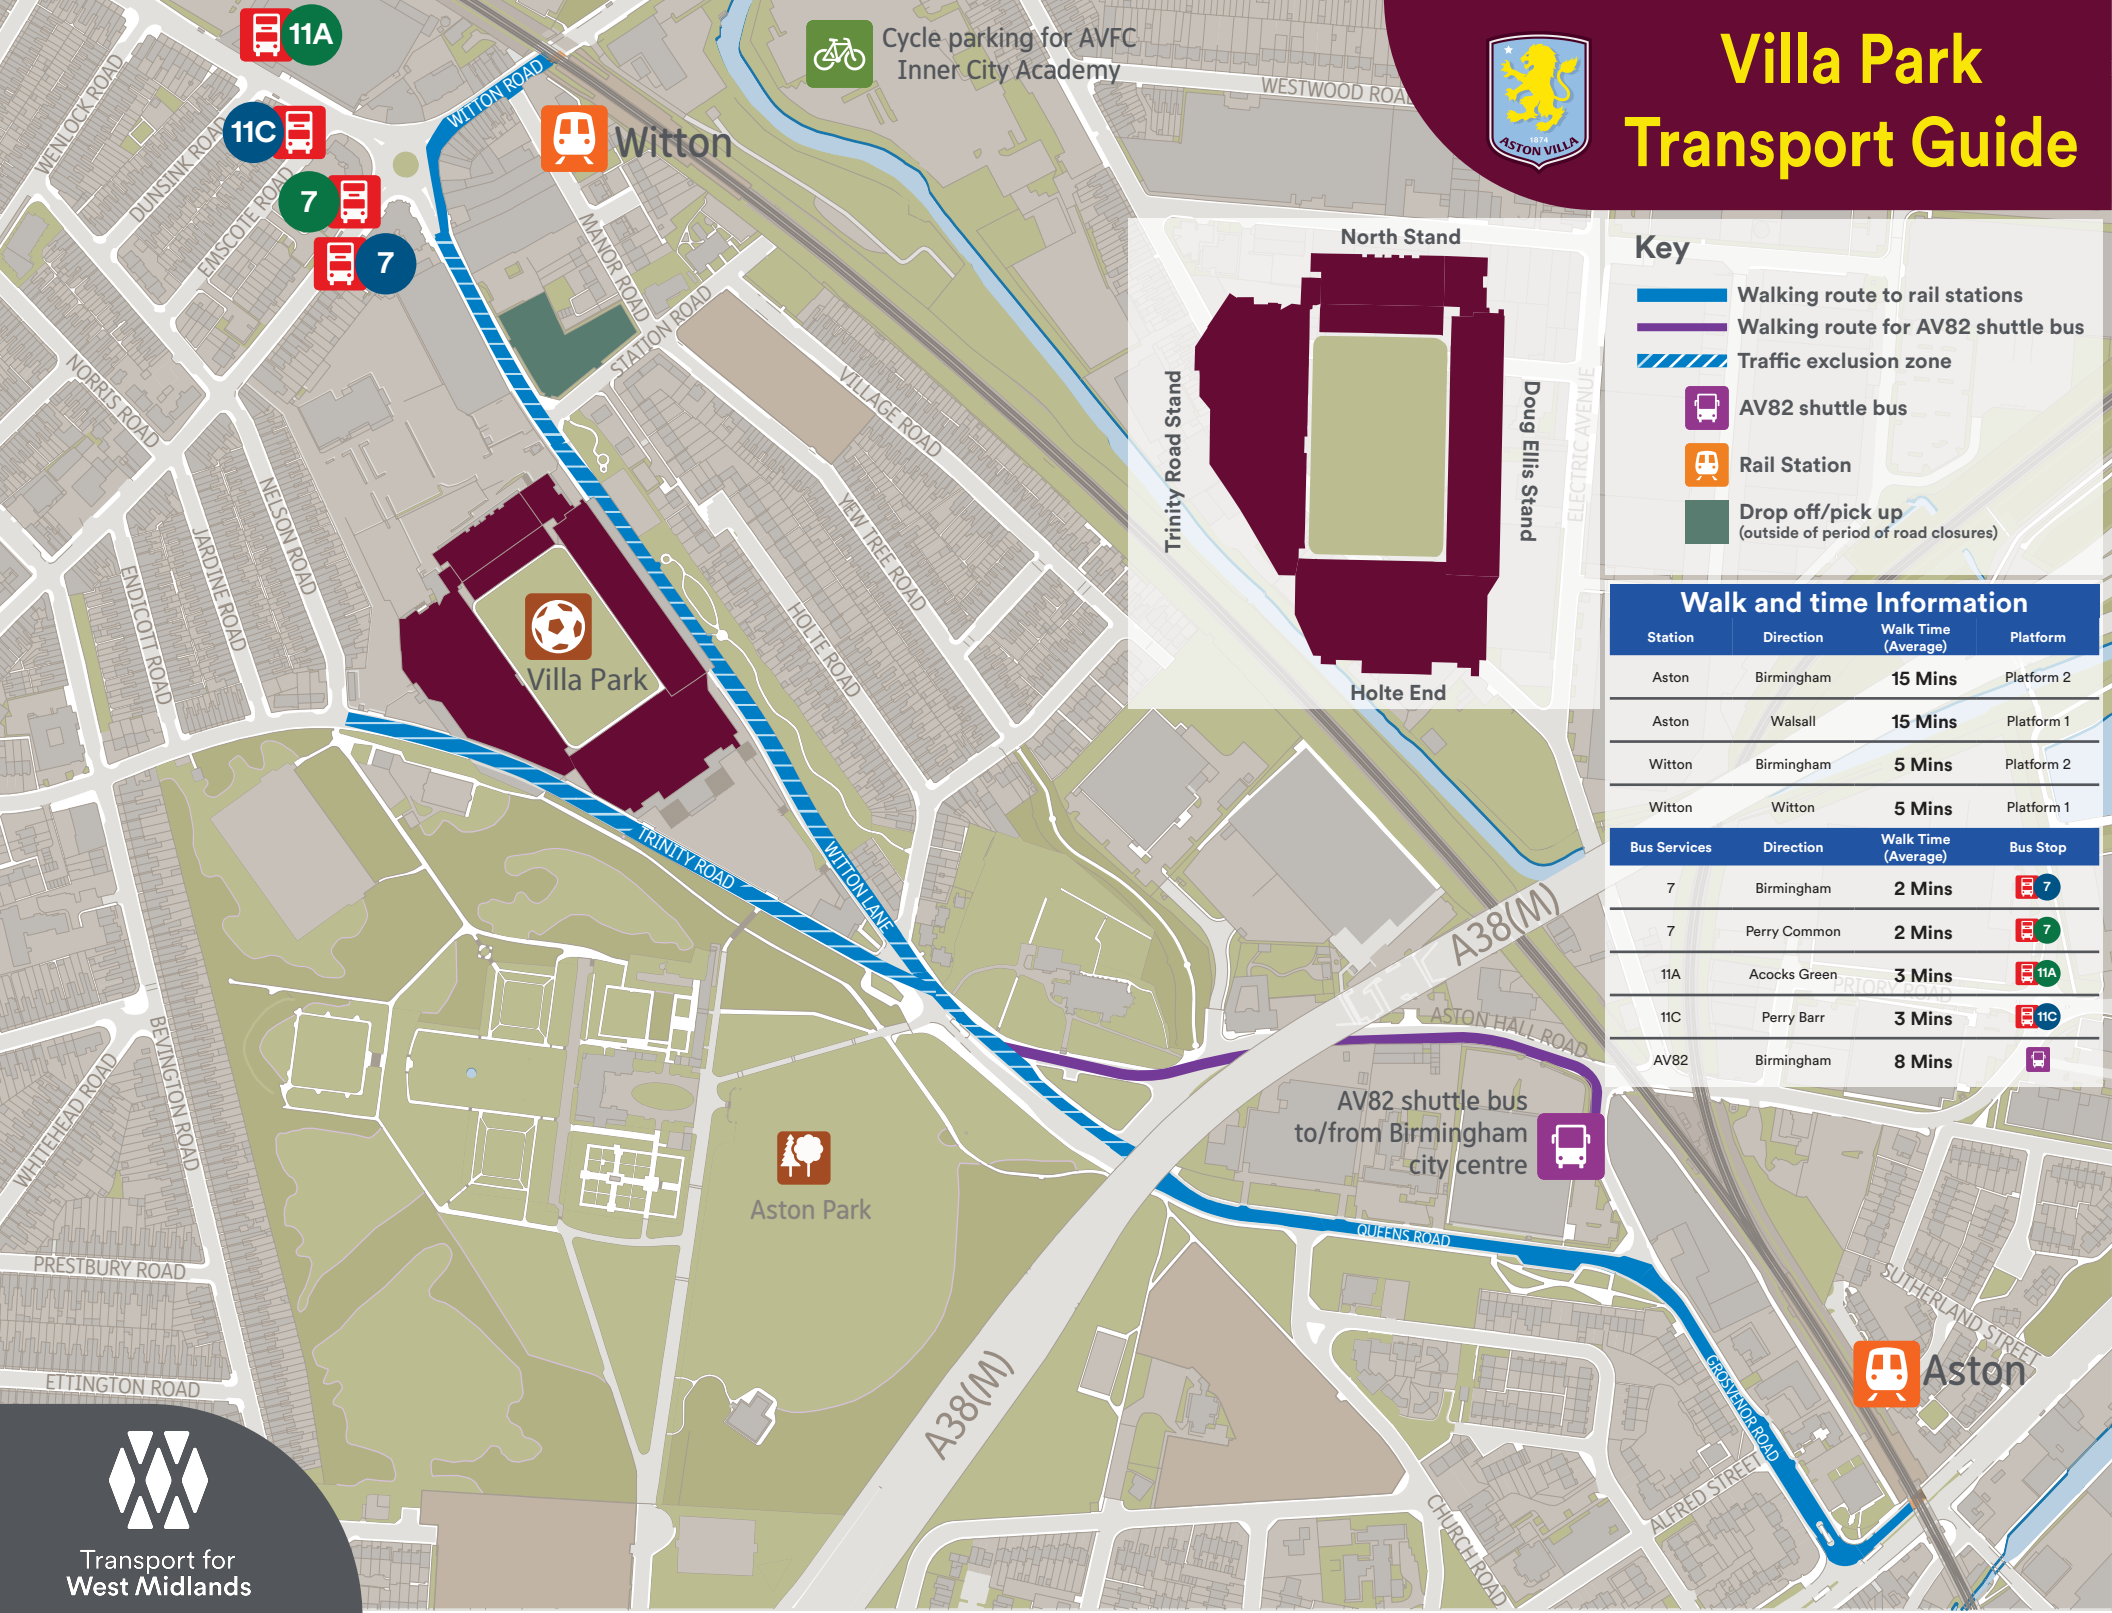 11A
Cycle parking for AVFC
Inner City Academy
WESTWOOD ROA
1874
ASTON VILLA
Villa Park
Transport Guide
WENLOCK ROAD
11C
DUNSINK ROAD
EMSCOTE ROAD
7
7
WITTON ROAD
Witton
MANOR ROAD
STATION ROAD
NORRIS ROAD
VILLAGE ROAD
YEW TREE ROAD
NELSON ROAD
JARDINE ROAD
ENDICOTT ROAD
HOLTE ROAD
Villa Park
North Stand
Trinity Road Stand
Doug Ellis Stand
Holte End
ELECTRIC AVENUE
Key
Walking route to rail stations
Walking route for AV82 shuttle bus
Traffic exclusion zone
AV82 shuttle bus
Rail Station
Drop off/pick up
(outside of period of road closures)
Walk and time Information
Station Direction Walk Time (Average) Platform
Aston Birmingham 15 Mins Platform 2
Aston Walsall 15 Mins Platform 1
Witton Birmingham 5 Mins Platform 2
Witton Witton 5 Mins Platform 1
Bus Services Direction Walk Time (Average) Bus Stop
7 Birmingham 2 Mins 7
7 Perry Common 2 Mins 7
11A Acocks Green 3 Mins 11A
11C Perry Barr 3 Mins 11C
AV82 Birmingham 8 Mins
PRIORY ROAD
TRINITY ROAD
WITTON LANE
A38(M)
ASTON HALL ROAD
AV82 shuttle bus
to/from Birmingham
city centre
BEVINGTON ROAD
WHITEHEAD ROAD
Aston Park
QUEENS ROAD
PRESTBURY ROAD
ETTINGTON ROAD
SUTHERLAND STREET
Aston
A38(M)
GROSVENOR ROAD
ALFRED STREET
CHURCH ROAD
Transport for
West Midlands